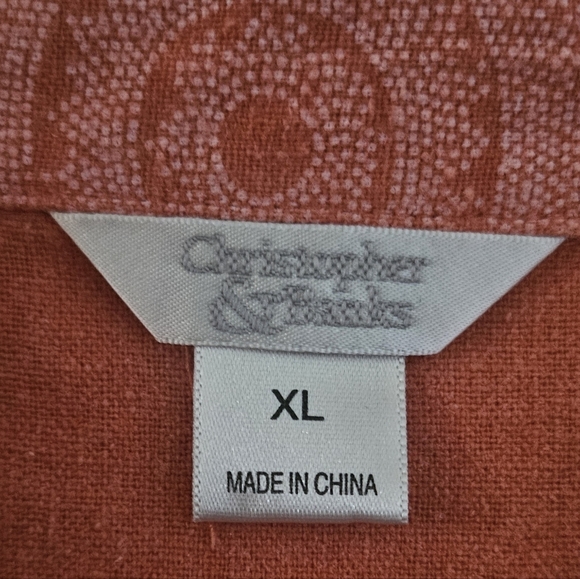 Christopher
& Banks
XL
MADE IN CHINA